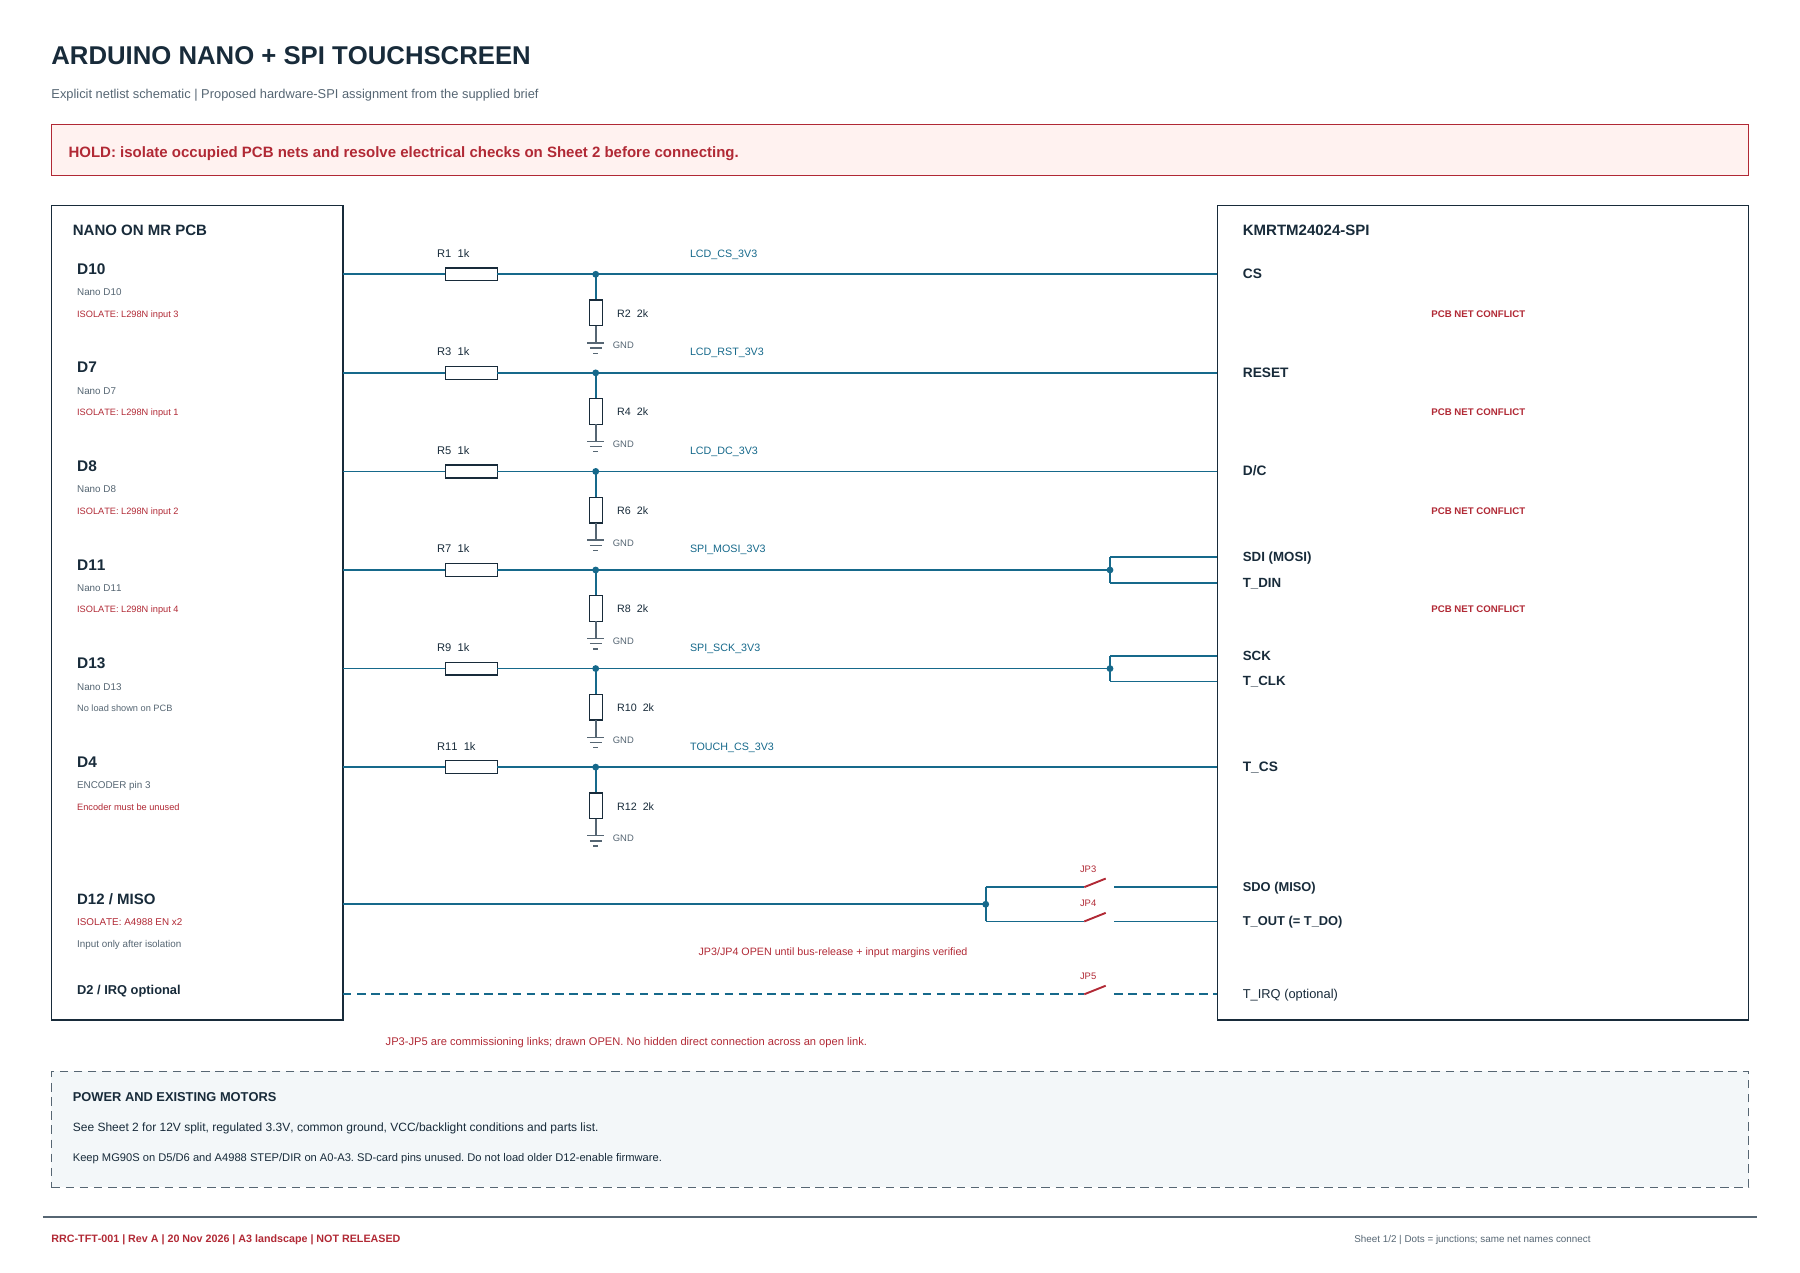 ARDUINO NANO + SPI TOUCHSCREEN
Explicit netlist schematic | Proposed hardware-SPI assignment from the supplied brief
HOLD: isolate occupied PCB nets and resolve electrical checks on Sheet 2 before connecting.
NANO ON MR PCB
KMRTM24024-SPI
R1 1k
LCD_CS_3V3
D10
CS
Nano D10
ISOLATE: L298N input 3
R2 2k
PCB NET CONFLICT
GND
R3 1k
LCD_RST_3V3
D7
RESET
Nano D7
ISOLATE: L298N input 1
R4 2k
PCB NET CONFLICT
GND
R5 1k
LCD_DC_3V3
D8
D/C
Nano D8
ISOLATE: L298N input 2
R6 2k
PCB NET CONFLICT
GND
R7 1k
SPI_MOSI_3V3
SDI (MOSI)
D11
T_DIN
Nano D11
ISOLATE: L298N input 4
R8 2k
PCB NET CONFLICT
GND
R9 1k
SPI_SCK_3V3
SCK
D13
T_CLK
Nano D13
No load shown on PCB
R10 2k
GND
R11 1k
TOUCH_CS_3V3
D4
T_CS
ENCODER pin 3
Encoder must be unused
R12 2k
GND
JP3
SDO (MISO)
D12 / MISO
JP4
ISOLATE: A4988 EN x2
T_OUT (= T_DO)
Input only after isolation
JP3/JP4 OPEN until bus-release + input margins verified
JP5
D2 / IRQ optional
T_IRQ (optional)
JP3-JP5 are commissioning links; drawn OPEN. No hidden direct connection across an open link.
POWER AND EXISTING MOTORS
See Sheet 2 for 12V split, regulated 3.3V, common ground, VCC/backlight conditions and parts list.
Keep MG90S on D5/D6 and A4988 STEP/DIR on A0-A3. SD-card pins unused. Do not load older D12-enable firmware.
RRC-TFT-001 | Rev A | 20 Nov 2026 | A3 landscape | NOT RELEASED
Sheet 1/2 | Dots = junctions; same net names connect